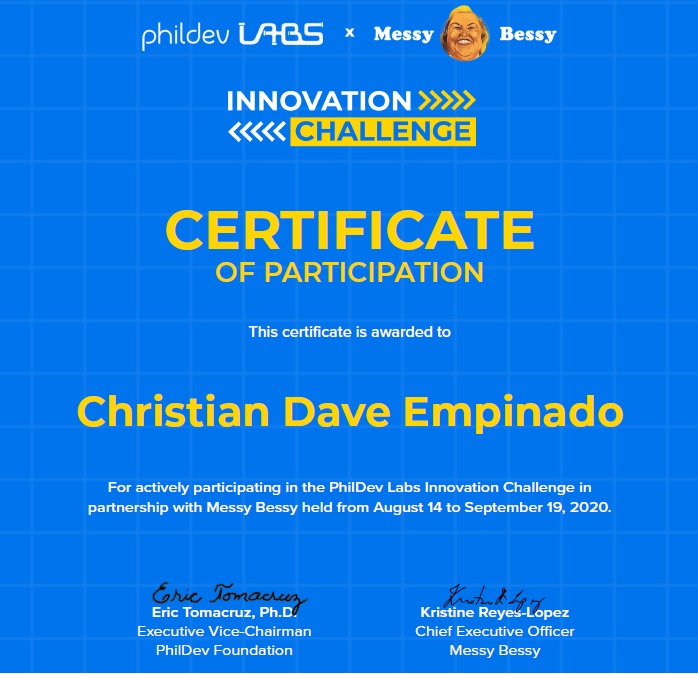 phildev LABS x Messy Bessy
INNOVATION >>>>>
<<<<< CHALLENGE
CERTIFICATE
OF PARTICIPATION
This certificate is awarded to
Christian Dave Empinado
For actively participating in the PhilDev Labs Innovation Challenge in
partnership with Messy Bessy held from August 14 to September 19, 2020.
Eric Tomacruz
Eric Tomacruz, Ph.D.
Executive Vice-Chairman
PhilDev Foundation
Kristine Reyes-Lopez
Chief Executive Officer
Messy Bessy